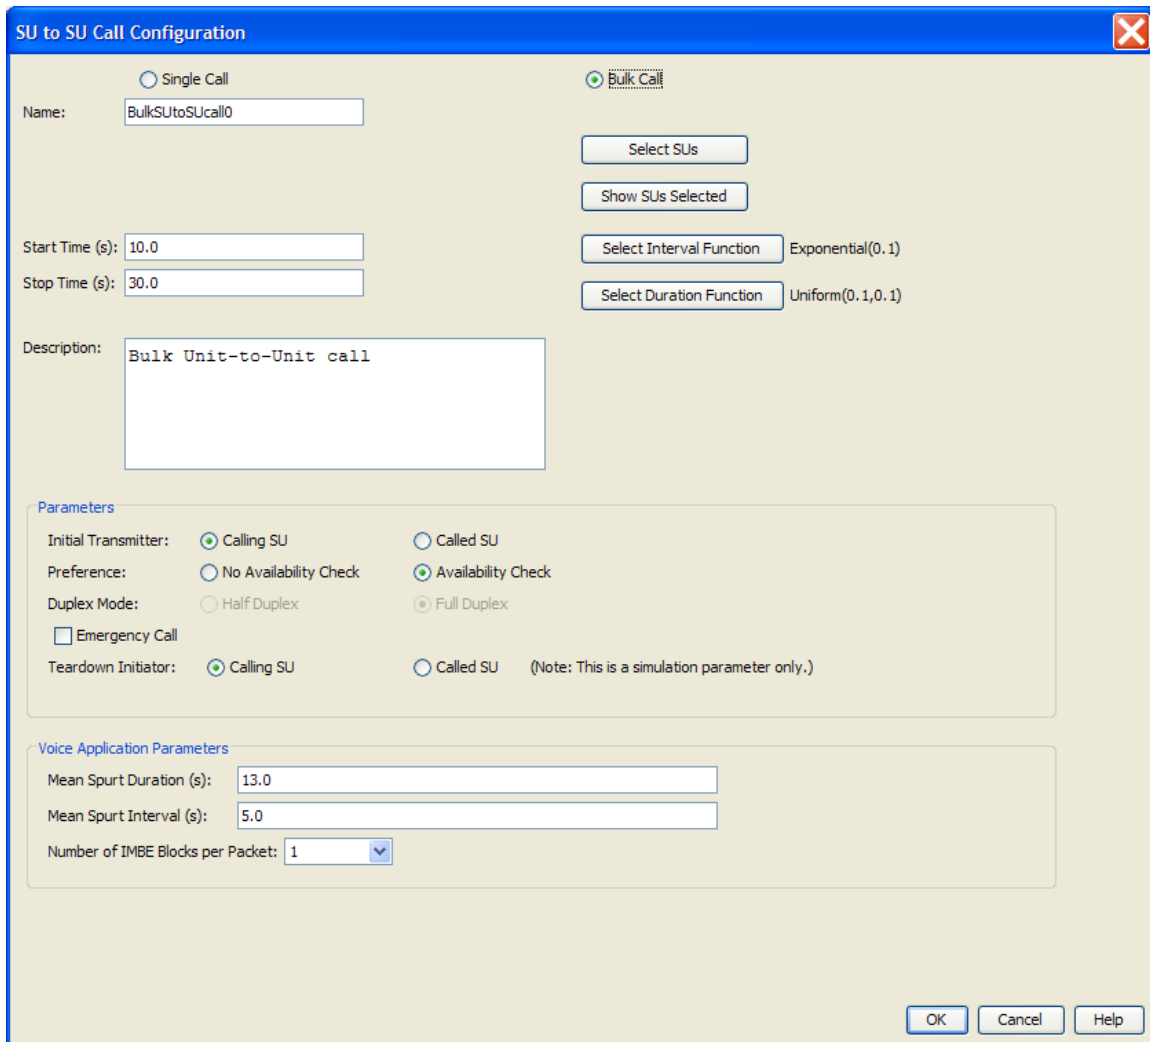 SU to SU Call Configuration
Single Call
Bulk Call
Name:
BulkSUtoSUcall0
Select SUs
Show SUs Selected
Start Time (s):
10.0
Select Interval Function
Exponential(0.1)
Stop Time (s):
30.0
Select Duration Function
Uniform(0.1,0.1)
Description:
Bulk Unit-to-Unit call
Parameters
Initial Transmitter:
Calling SU
Called SU
Preference:
No Availability Check
Availability Check
Duplex Mode:
Half Duplex
Full Duplex
Emergency Call
Teardown Initiator:
Calling SU
Called SU
(Note: This is a simulation parameter only.)
Voice Application Parameters
Mean Spurt Duration (s):
13.0
Mean Spurt Interval (s):
5.0
Number of IMBE Blocks per Packet:
1
OK
Cancel
Help